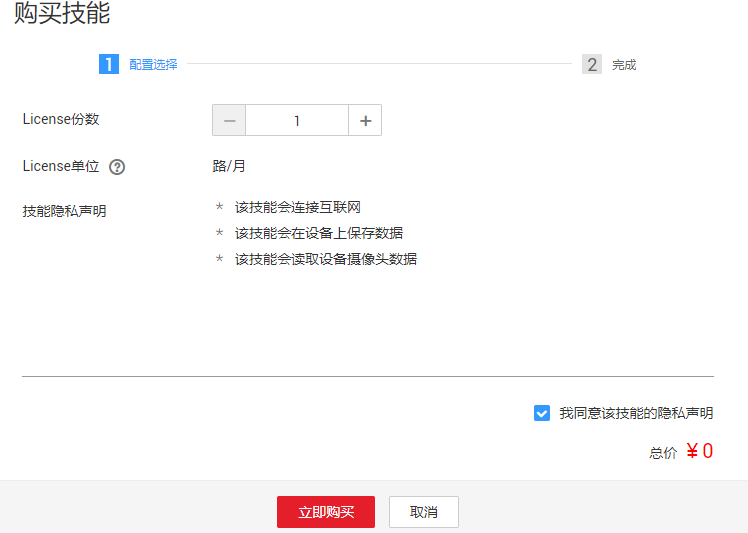 购买技能
1 配置选择 2 完成
License份数 − 1 +
License单位 ? 路/月
技能隐私声明 * 该技能会连接互联网
* 该技能会在设备上保存数据
* 该技能会读取设备摄像头数据
我同意该技能的隐私声明
总价 ¥ 0
立即购买 取消